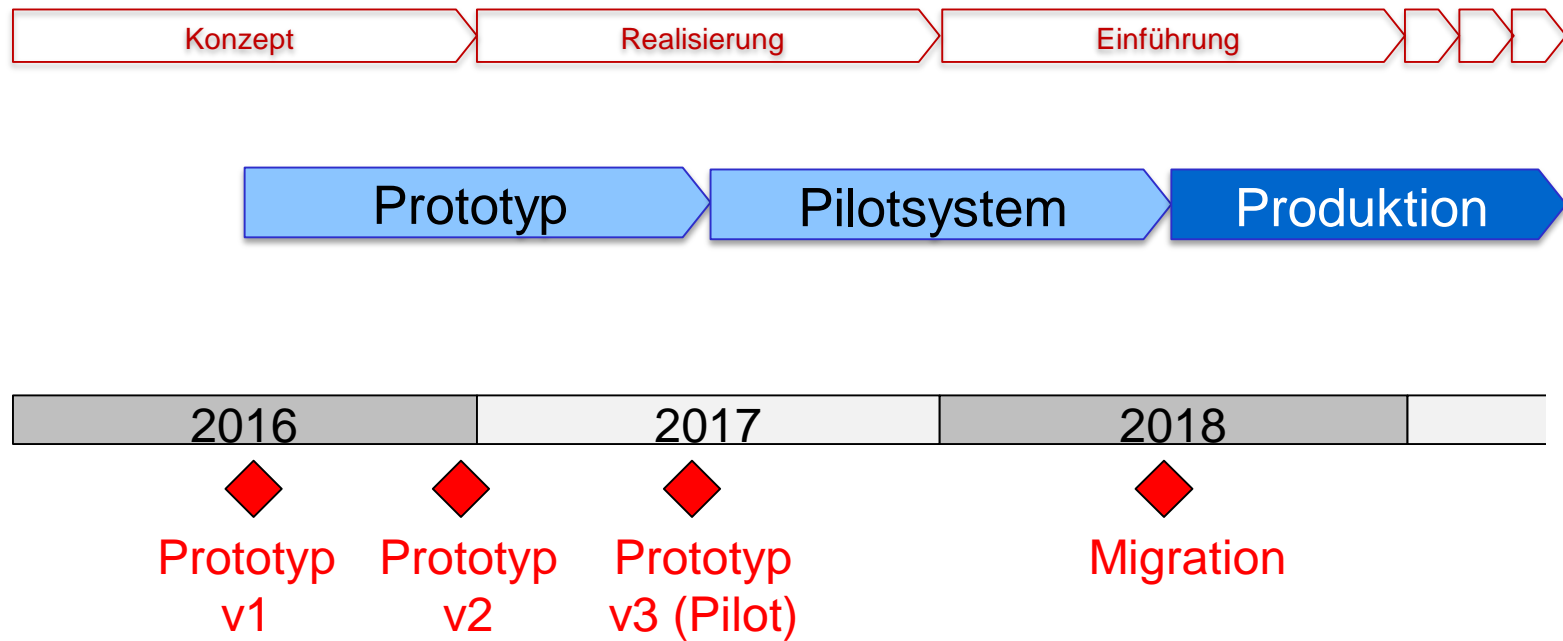 Konzept
Realisierung
Einführung
Prototyp
Pilotsystem
Produktion
2016
2017
2018
Prototyp
v1
Prototyp
v2
Prototyp
v3 (Pilot)
Migration